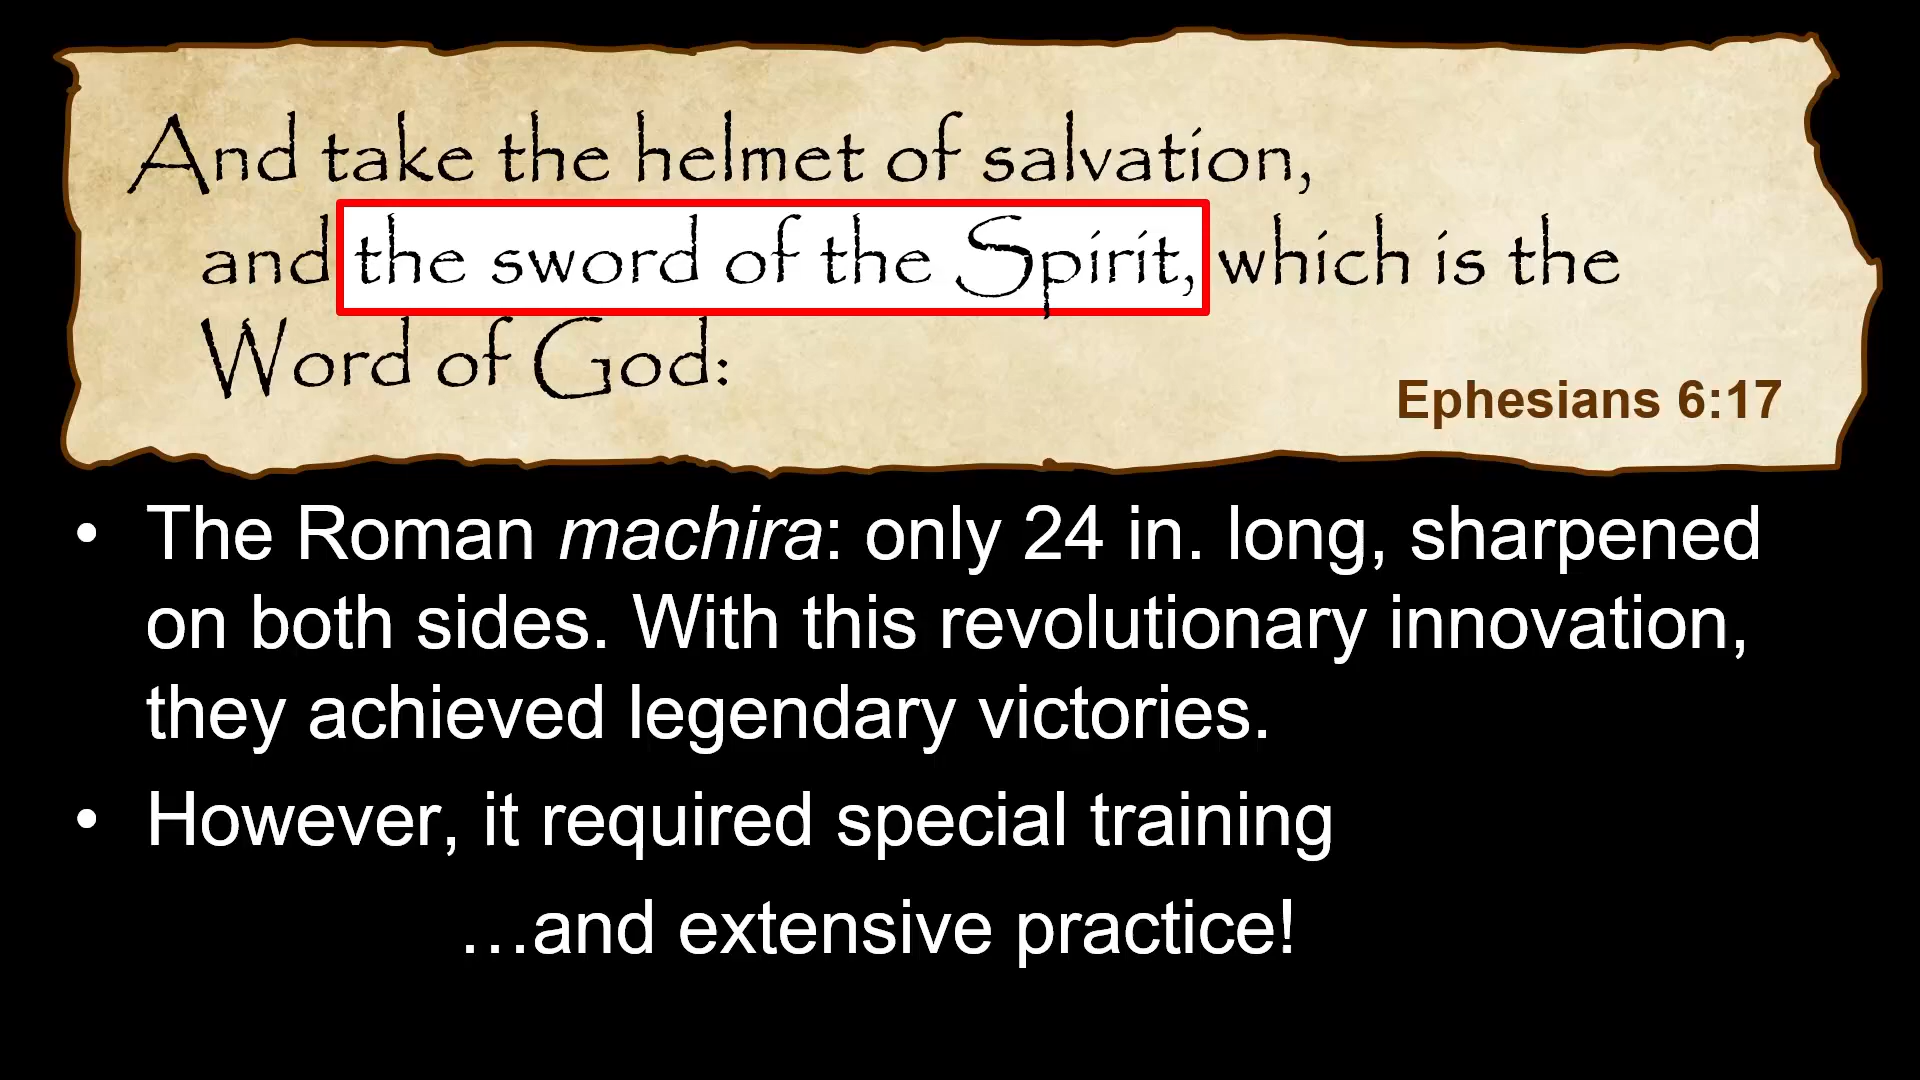 And take the helmet of salvation,
and the sword of the Spirit, which is the
Word of God:
Ephesians 6:17
• The Roman machira: only 24 in. long, sharpened
on both sides. With this revolutionary innovation,
they achieved legendary victories.
• However, it required special training
…and extensive practice!